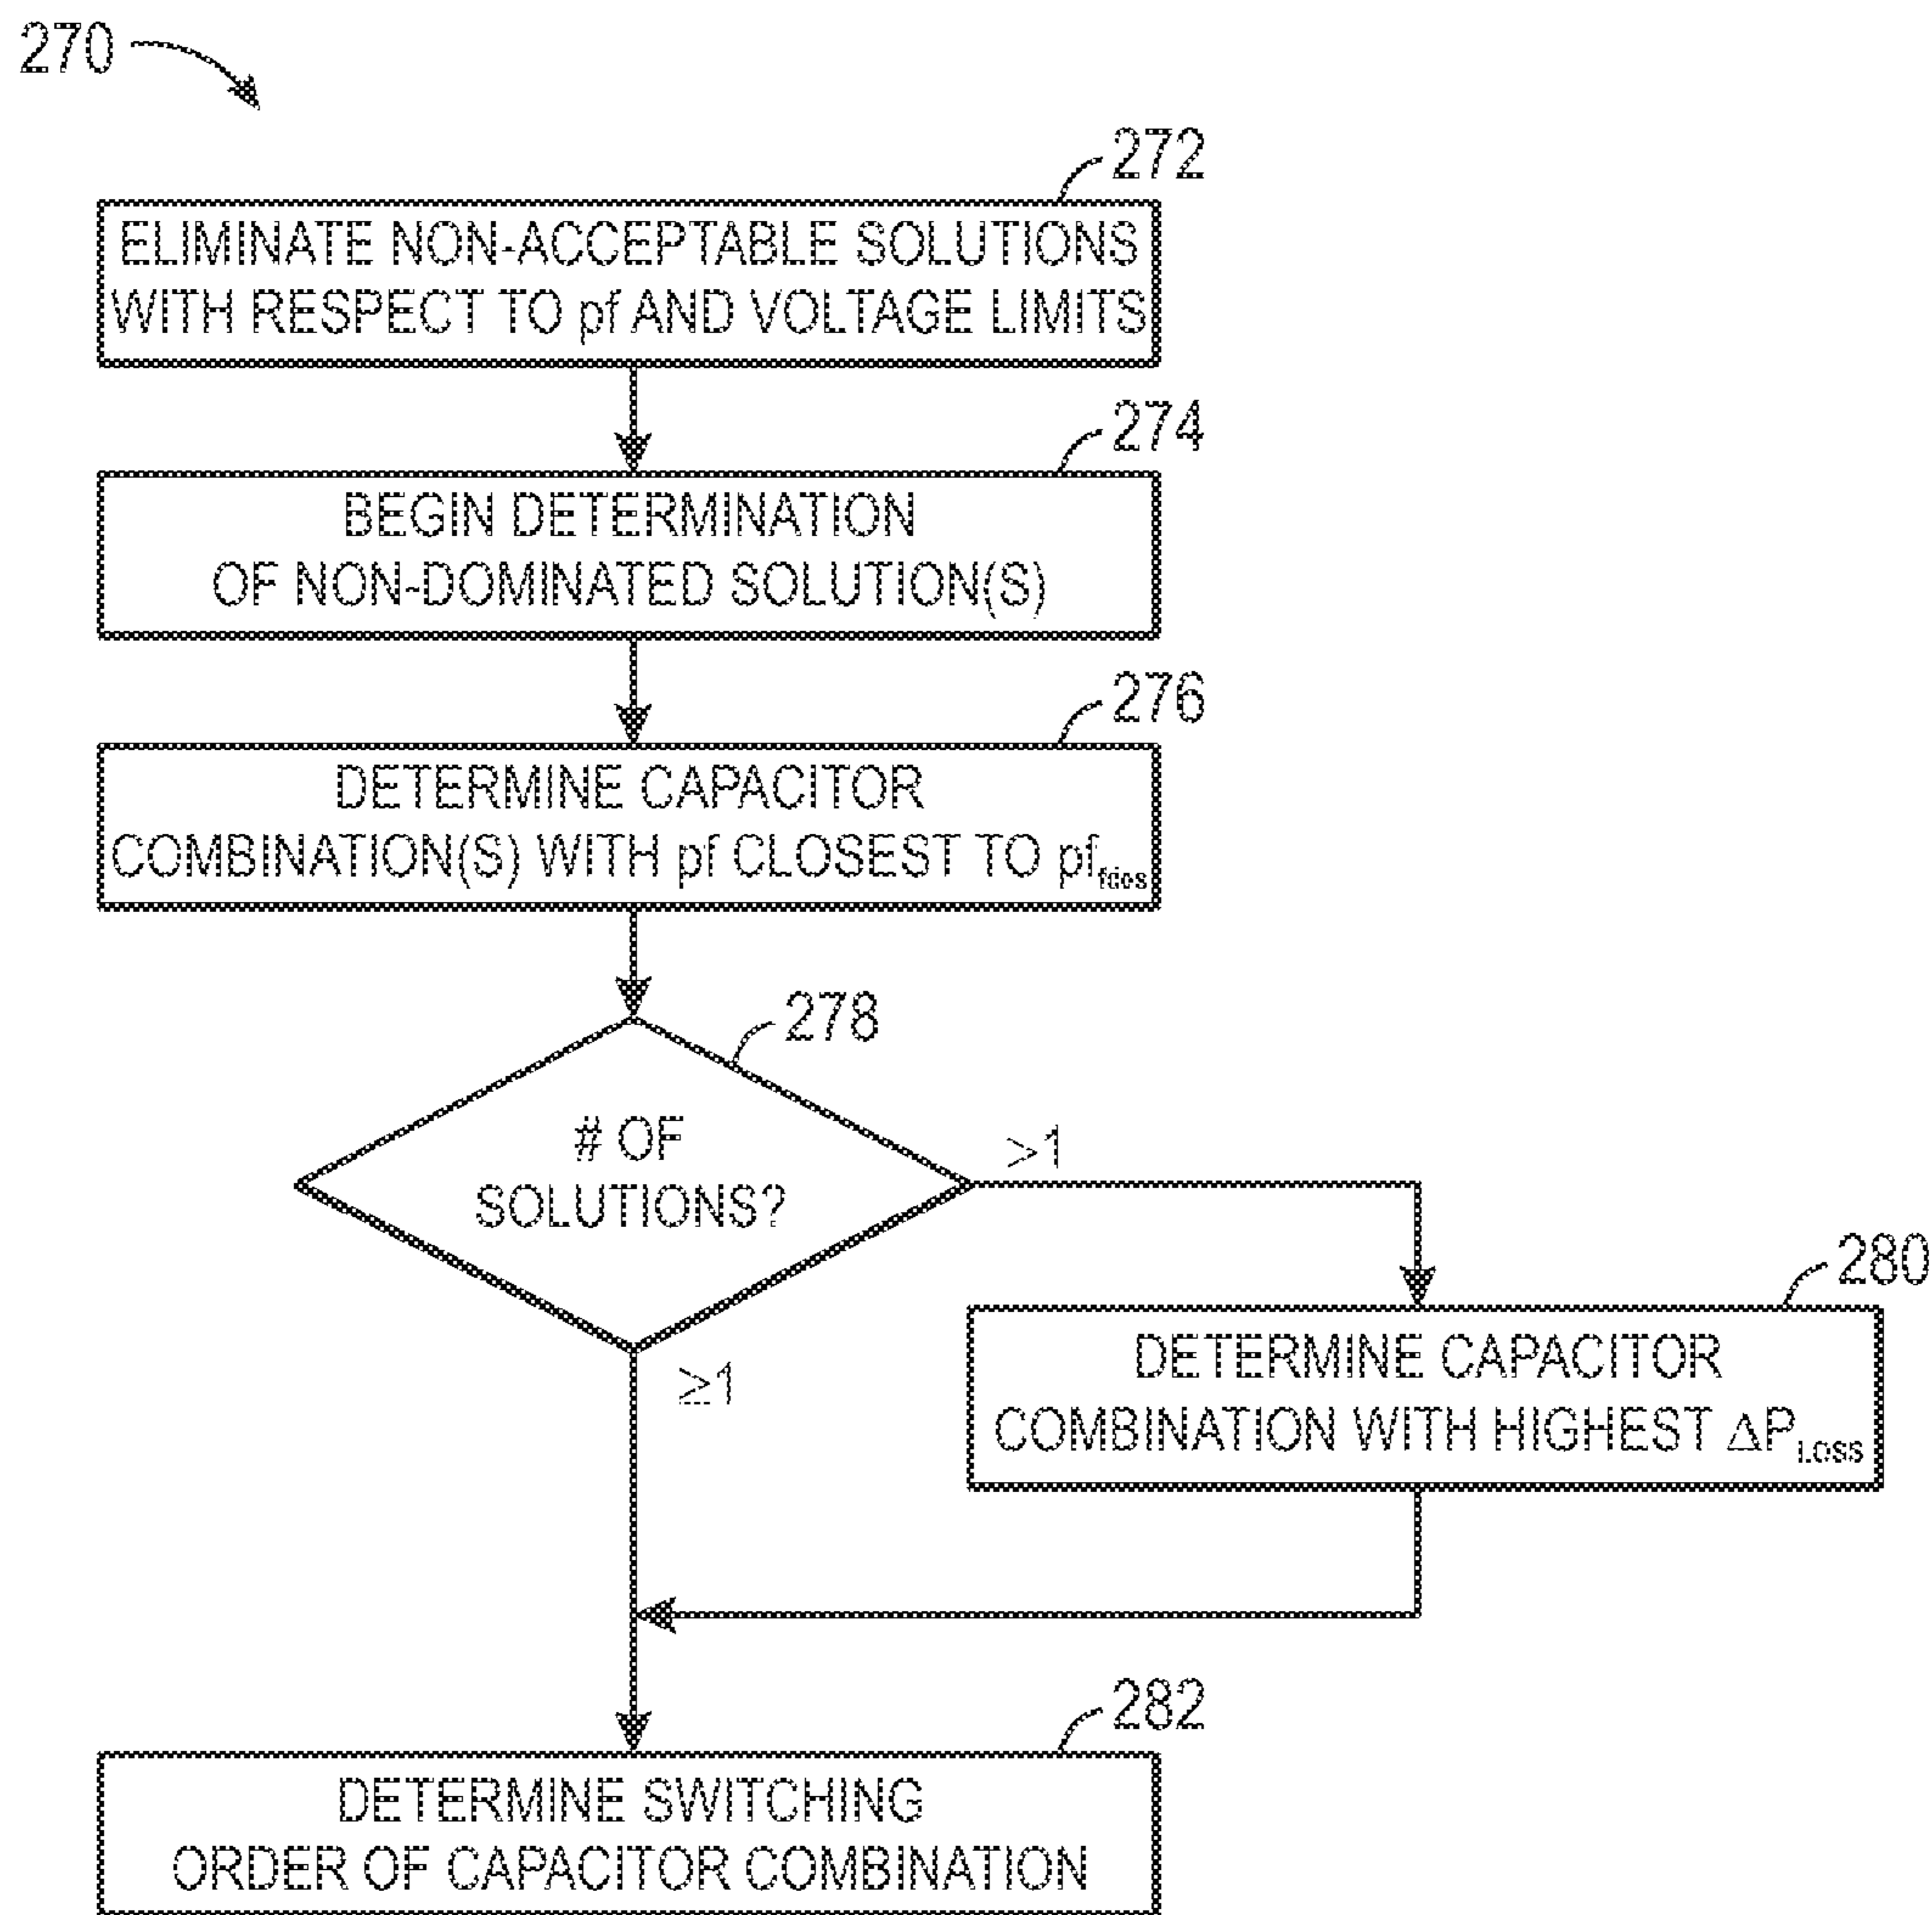 270
272
ELIMINATE NON-ACCEPTABLE SOLUTIONS
WITH RESPECT TO pf AND VOLTAGE LIMITS
274
BEGIN DETERMINATION
OF NON-DOMINATED SOLUTION(S)
276
DETERMINE CAPACITOR
COMBINATION(S) WITH pf CLOSEST TO pf fdes
278
# OF
SOLUTIONS?
>1
≥1
280
DETERMINE CAPACITOR
COMBINATION WITH HIGHEST ΔP LOSS
282
DETERMINE SWITCHING
ORDER OF CAPACITOR COMBINATION